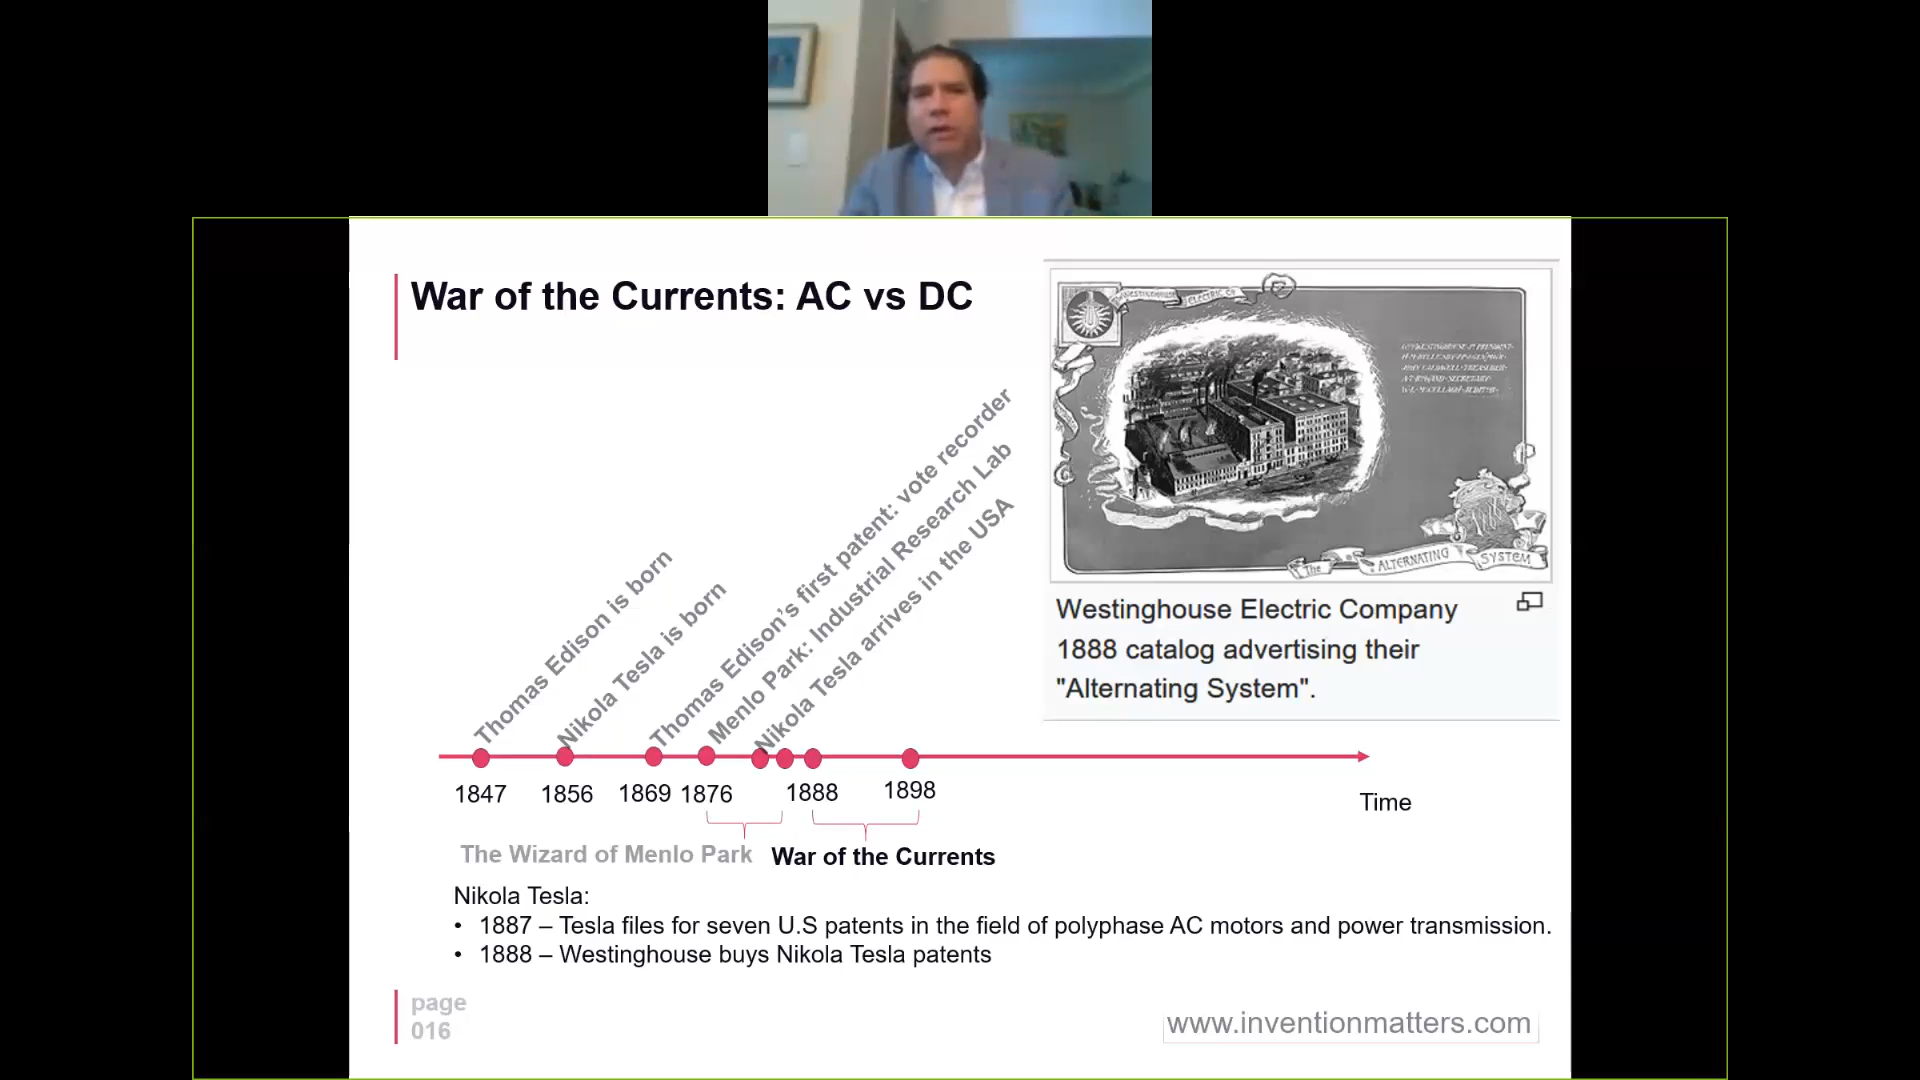 War of the Currents: AC vs DC
Thomas Edison is born
Nikola Tesla is born
Thomas Edison’s first patent: vote recorder
Menlo Park: Industrial Research Lab
Nikola Tesla arrives in the USA
The ALTERNATING SYSTEM
Westinghouse Electric Company
1888 catalog advertising their
"Alternating System".
1847 1856 1869 1876 1888 1898
Time
The Wizard of Menlo Park War of the Currents
Nikola Tesla:
• 1887 – Tesla files for seven U.S patents in the field of polyphase AC motors and power transmission.
• 1888 – Westinghouse buys Nikola Tesla patents
page
016
www.inventionmatters.com